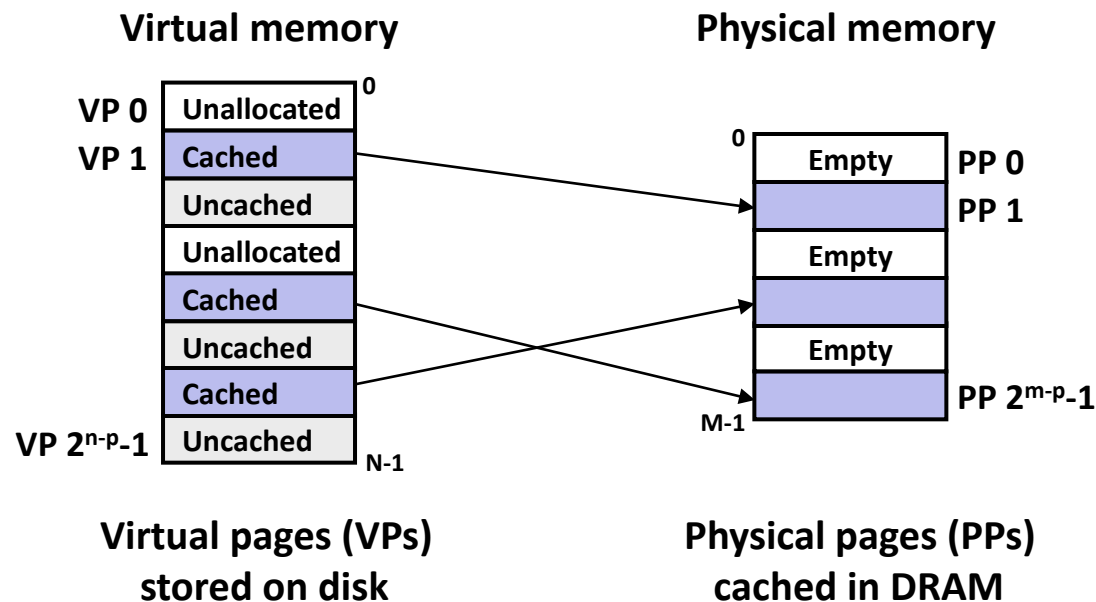 Virtual memory
Physical memory
0
VP 0
Unallocated
VP 1
Cached
Uncached
Unallocated
Cached
Uncached
Cached
VP 2^n-p-1
Uncached
N-1
0
Empty
PP 0
PP 1
Empty
Empty
PP 2^m-p-1
M-1
Virtual pages (VPs)
stored on disk
Physical pages (PPs)
cached in DRAM